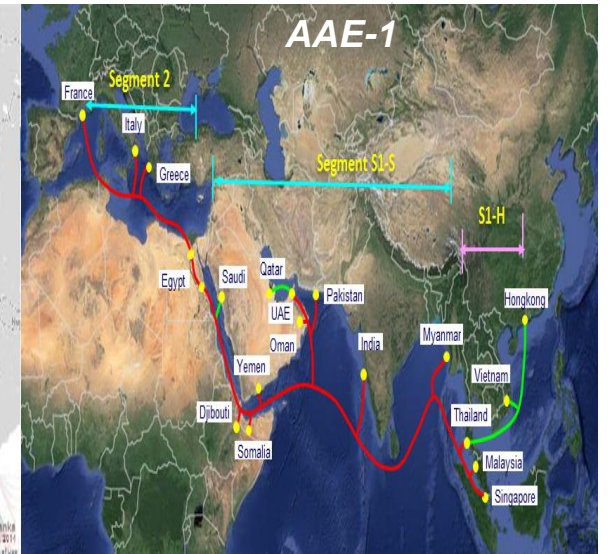 AAE-1
Segment 2
France
Italy
Greece
Segment S1-S
S1-H
Egypt
Saudi
Qatar
UAE
Oman
Pakistan
India
Myanmar
Hongkong
Vietnam
Thailand
Malaysia
Singapore
Yemen
Djibouti
Somalia
2014